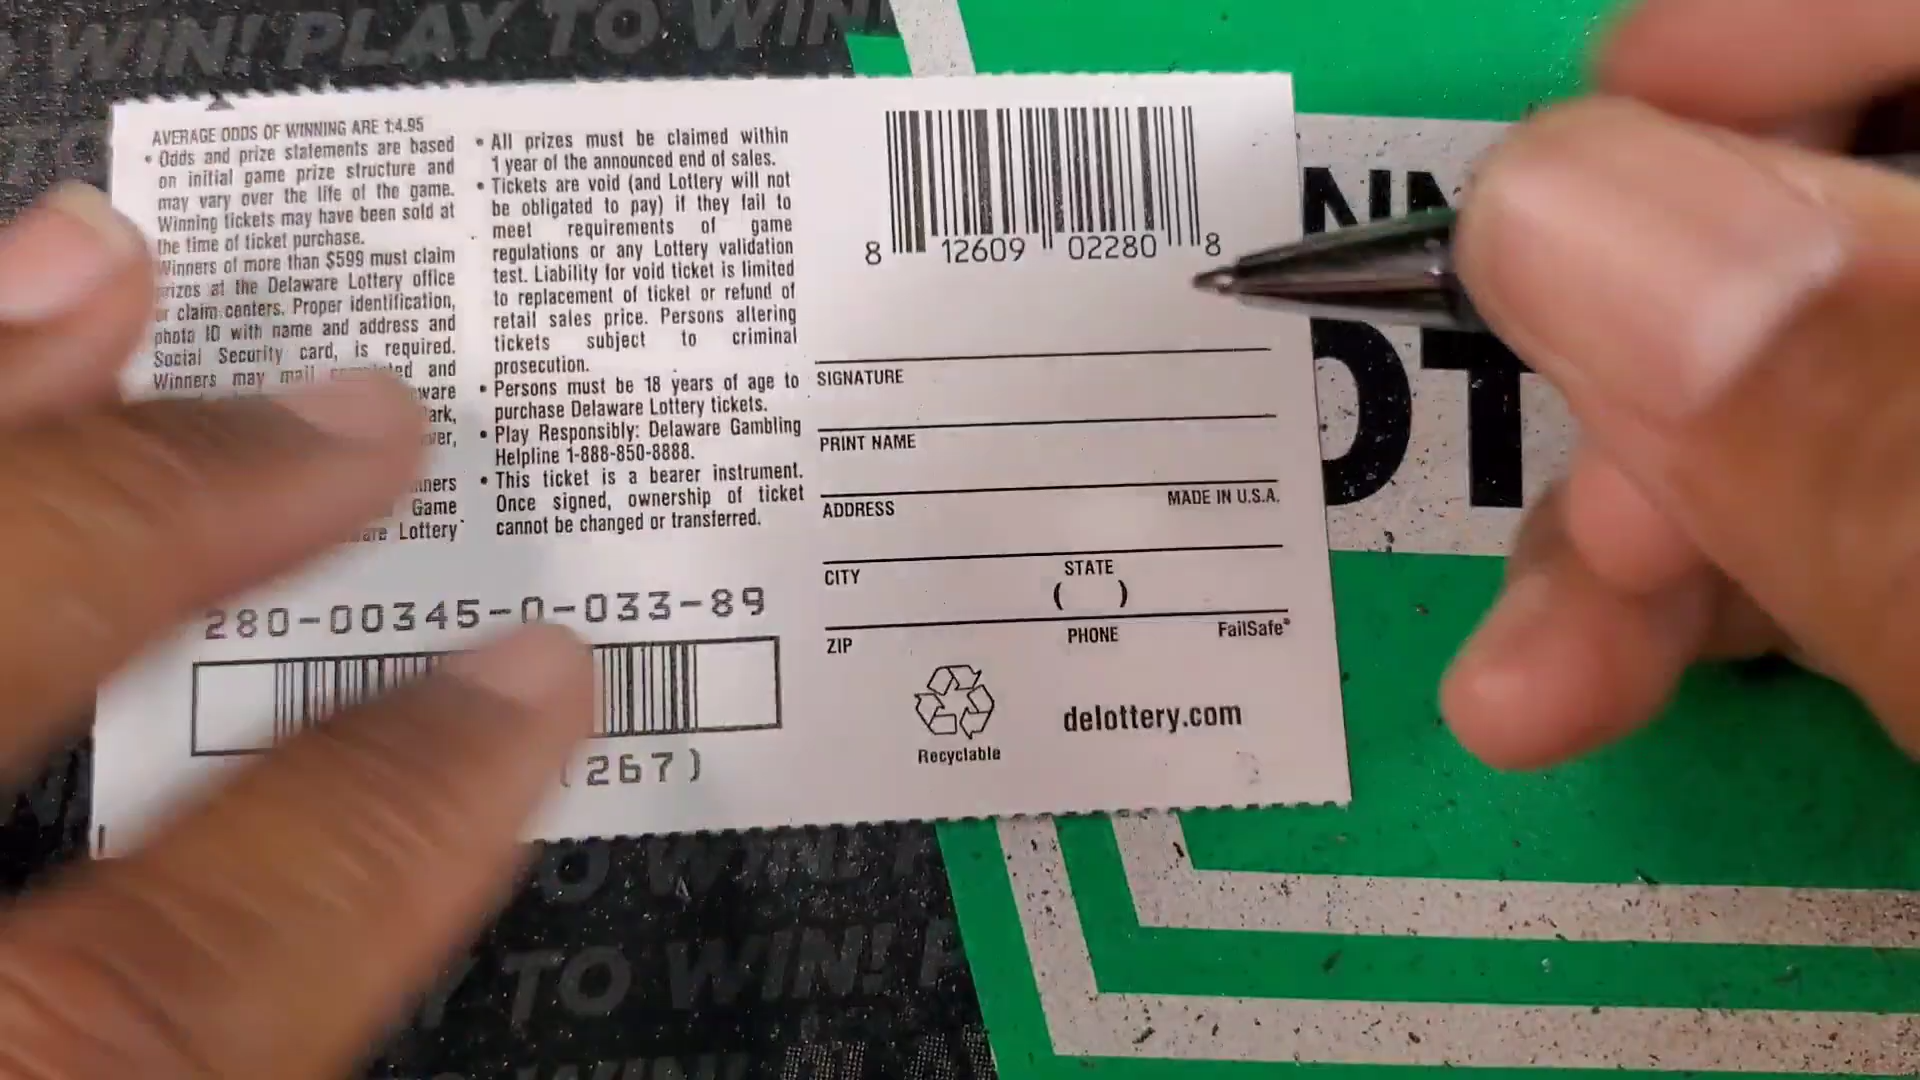 WIN! PLAY TO WIN!
AVERAGE ODDS OF WINNING ARE 1:4.95
• Odds and prize statements are based
on initial game prize structure and
may vary over the life of the game.
Winning tickets may have been sold at
the time of ticket purchase.
Winners of more than $599 must claim
prizes at the Delaware Lottery office
or claim centers. Proper identification,
photo ID with name and address and
Social Security card, is required.
Winners may mail and
Game
Lottery
• All prizes must be claimed within
1 year of the announced end of sales.
• Tickets are void (and Lottery will not
be obligated to pay) if they fail to
meet requirements of game
regulations or any Lottery validation
test. Liability for void ticket is limited
to replacement of ticket or refund of
retail sales price. Persons altering
tickets subject to criminal
prosecution.
• Persons must be 18 years of age to
purchase Delaware Lottery tickets.
• Play Responsibly: Delaware Gambling
Helpline 1-888-850-8888.
• This ticket is a bearer instrument.
Once signed, ownership of ticket
cannot be changed or transferred.
280-00345-0-033-89
(267)
8 12609 02280 8
SIGNATURE
PRINT NAME
ADDRESS MADE IN U.S.A.
CITY STATE
( )
ZIP PHONE FailSafe®
Recyclable
delottery.com
TO WIN!